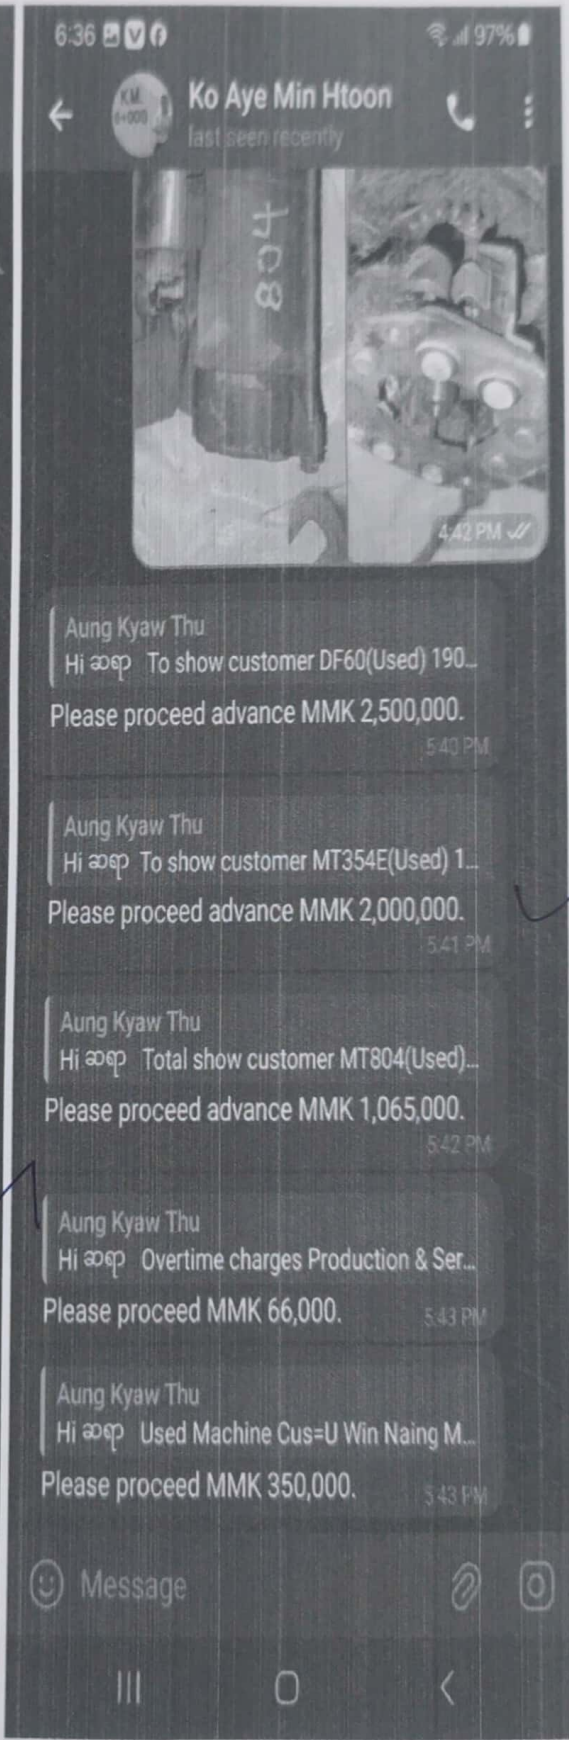 6:36 97%
Ko Aye Min Htoon
last seen recently
804
4:42 PM
Aung Kyaw Thu
Hi ဆရာ To show customer DF60(Used) 190...
Please proceed advance MMK 2,500,000.
5:40 PM
Aung Kyaw Thu
Hi ဆရာ To show customer MT354E(Used) 1...
Please proceed advance MMK 2,000,000.
5:41 PM
Aung Kyaw Thu
Hi ဆရာ Total show customer MT804(Used)...
Please proceed advance MMK 1,065,000.
5:42 PM
Aung Kyaw Thu
Hi ဆရာ Overtime charges Production & Ser...
Please proceed MMK 66,000. 5:43 PM
Aung Kyaw Thu
Hi ဆရာ Used Machine Cus=U Win Naing M...
Please proceed MMK 350,000. 5:43 PM
Message